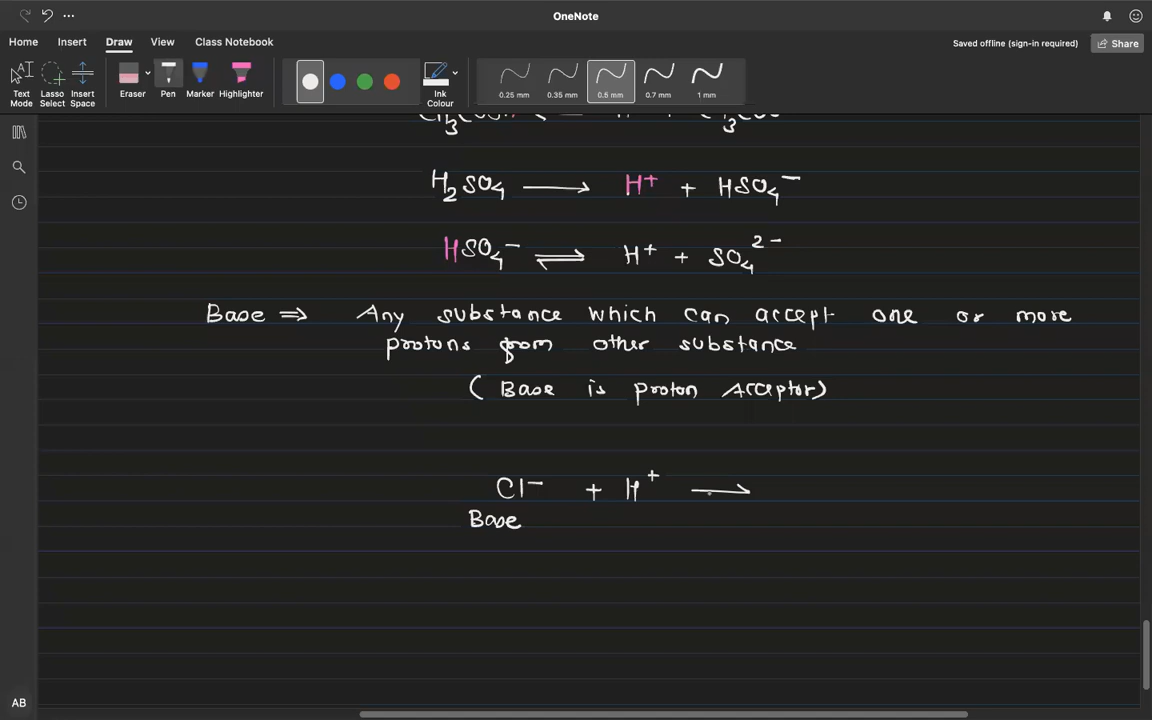 OneNote
Home Insert Draw View Class Notebook
Saved offline (sign-in required) Share
Text Mode Lasso Select Insert Space Eraser Pen Marker Highlighter Ink Colour 0.25 mm 0.35 mm 0.5 mm 0.7 mm 1 mm
H₂SO₄ ⟶ H⁺ + HSO₄⁻
HSO₄⁻ ⇌ H⁺ + SO₄²⁻
Base ⇒ Any substance which can accept one or more
protons from other substance
( Base is proton Acceptor)
Cl⁻ + H⁺ ⟶
Base
AB